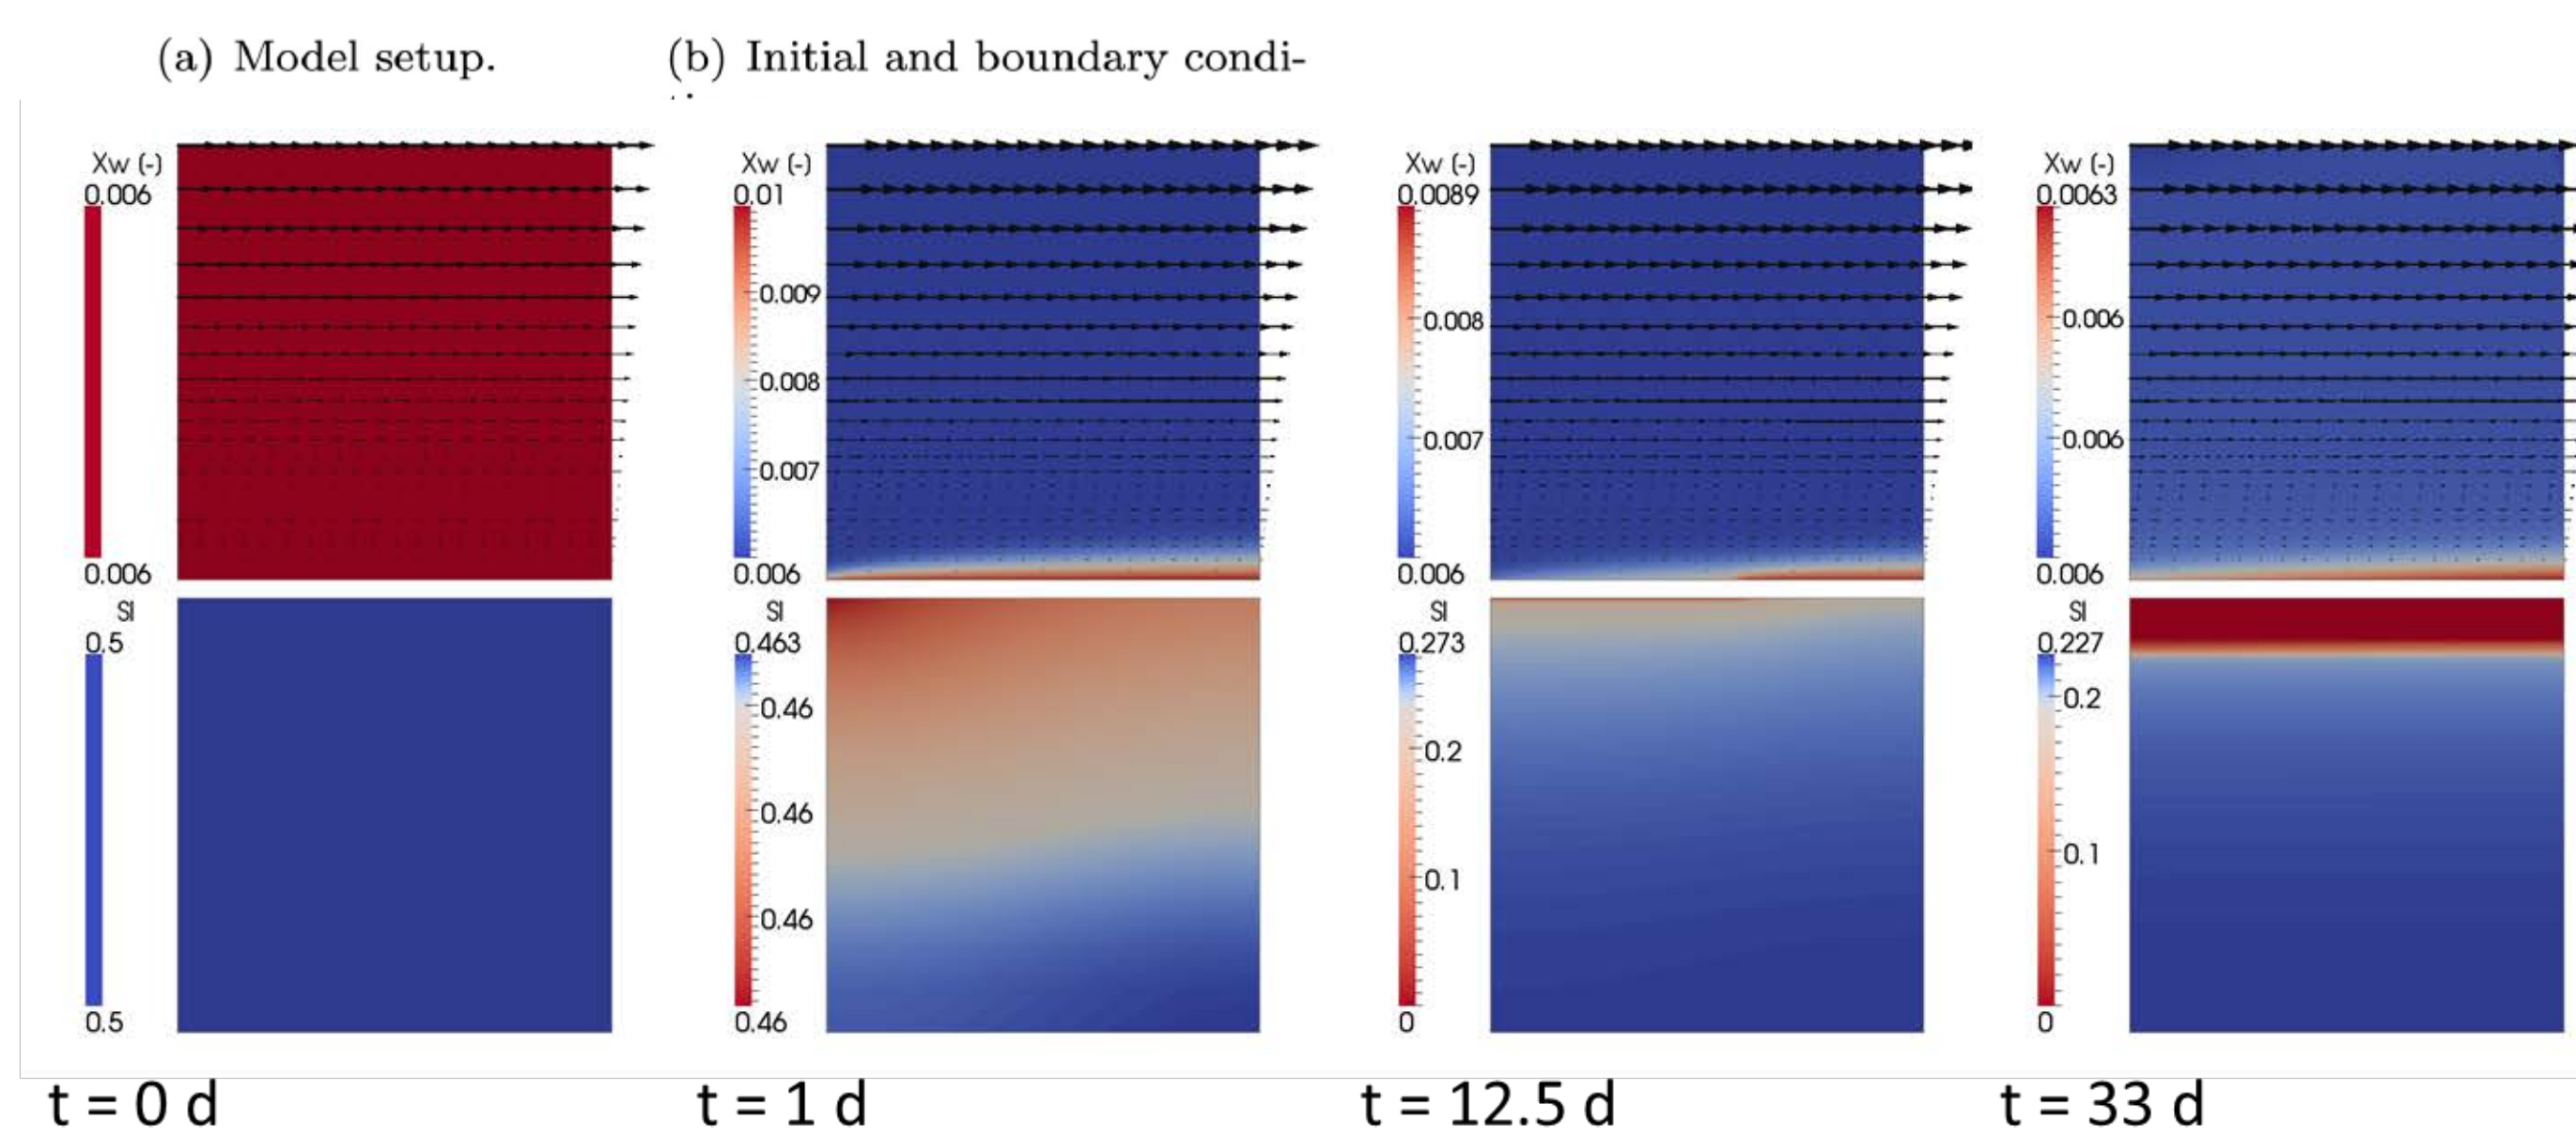 (a) Model setup.
(b) Initial and boundary condi-
Xw (-)
0.006
0.006
Xw (-)
0.01
0.009
0.008
0.007
0.006
Xw (-)
0.0089
0.008
0.007
0.006
Xw (-)
0.0063
0.006
0.006
0.006
Sl
0.5
0.5
Sl
0.463
0.46
0.46
0.46
0.46
Sl
0.273
0.2
0.1
0
Sl
0.227
0.2
0.1
0
t = 0 d
t = 1 d
t = 12.5 d
t = 33 d